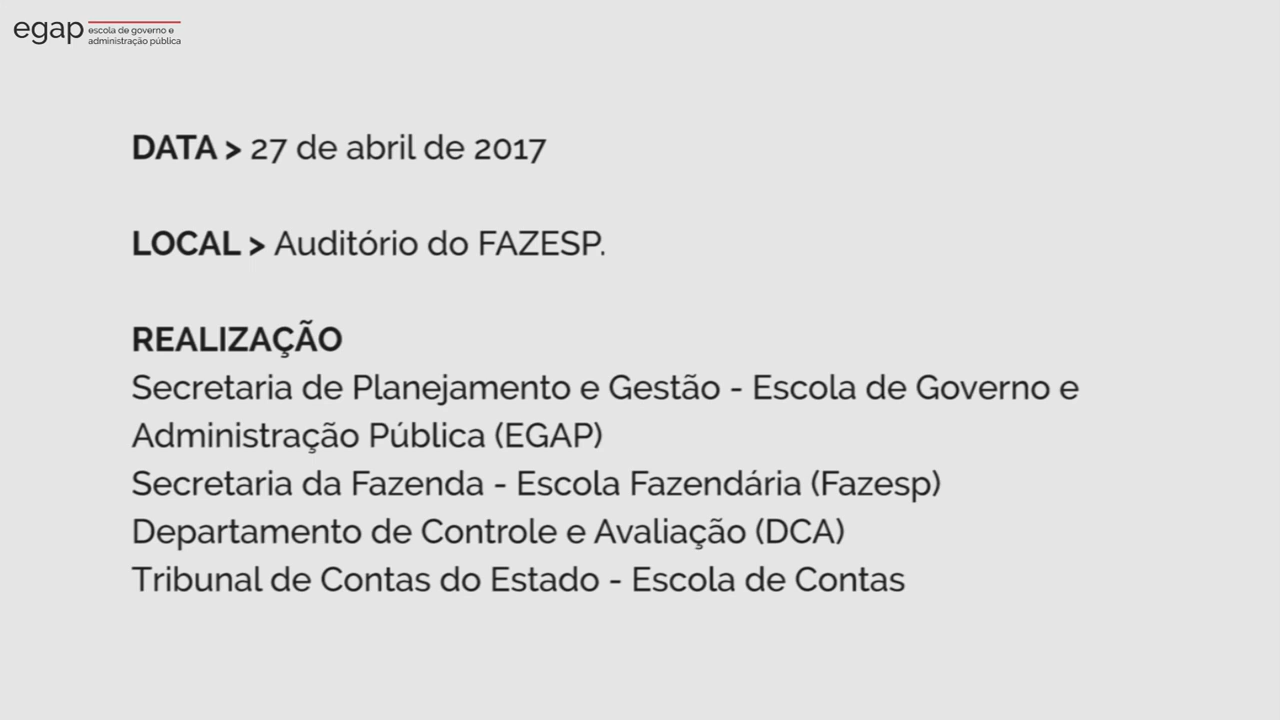 egap escola de governo e
administração pública
DATA > 27 de abril de 2017
LOCAL > Auditório do FAZESP.
REALIZAÇÃO
Secretaria de Planejamento e Gestão - Escola de Governo e
Administração Pública (EGAP)
Secretaria da Fazenda - Escola Fazendária (Fazesp)
Departamento de Controle e Avaliação (DCA)
Tribunal de Contas do Estado - Escola de Contas